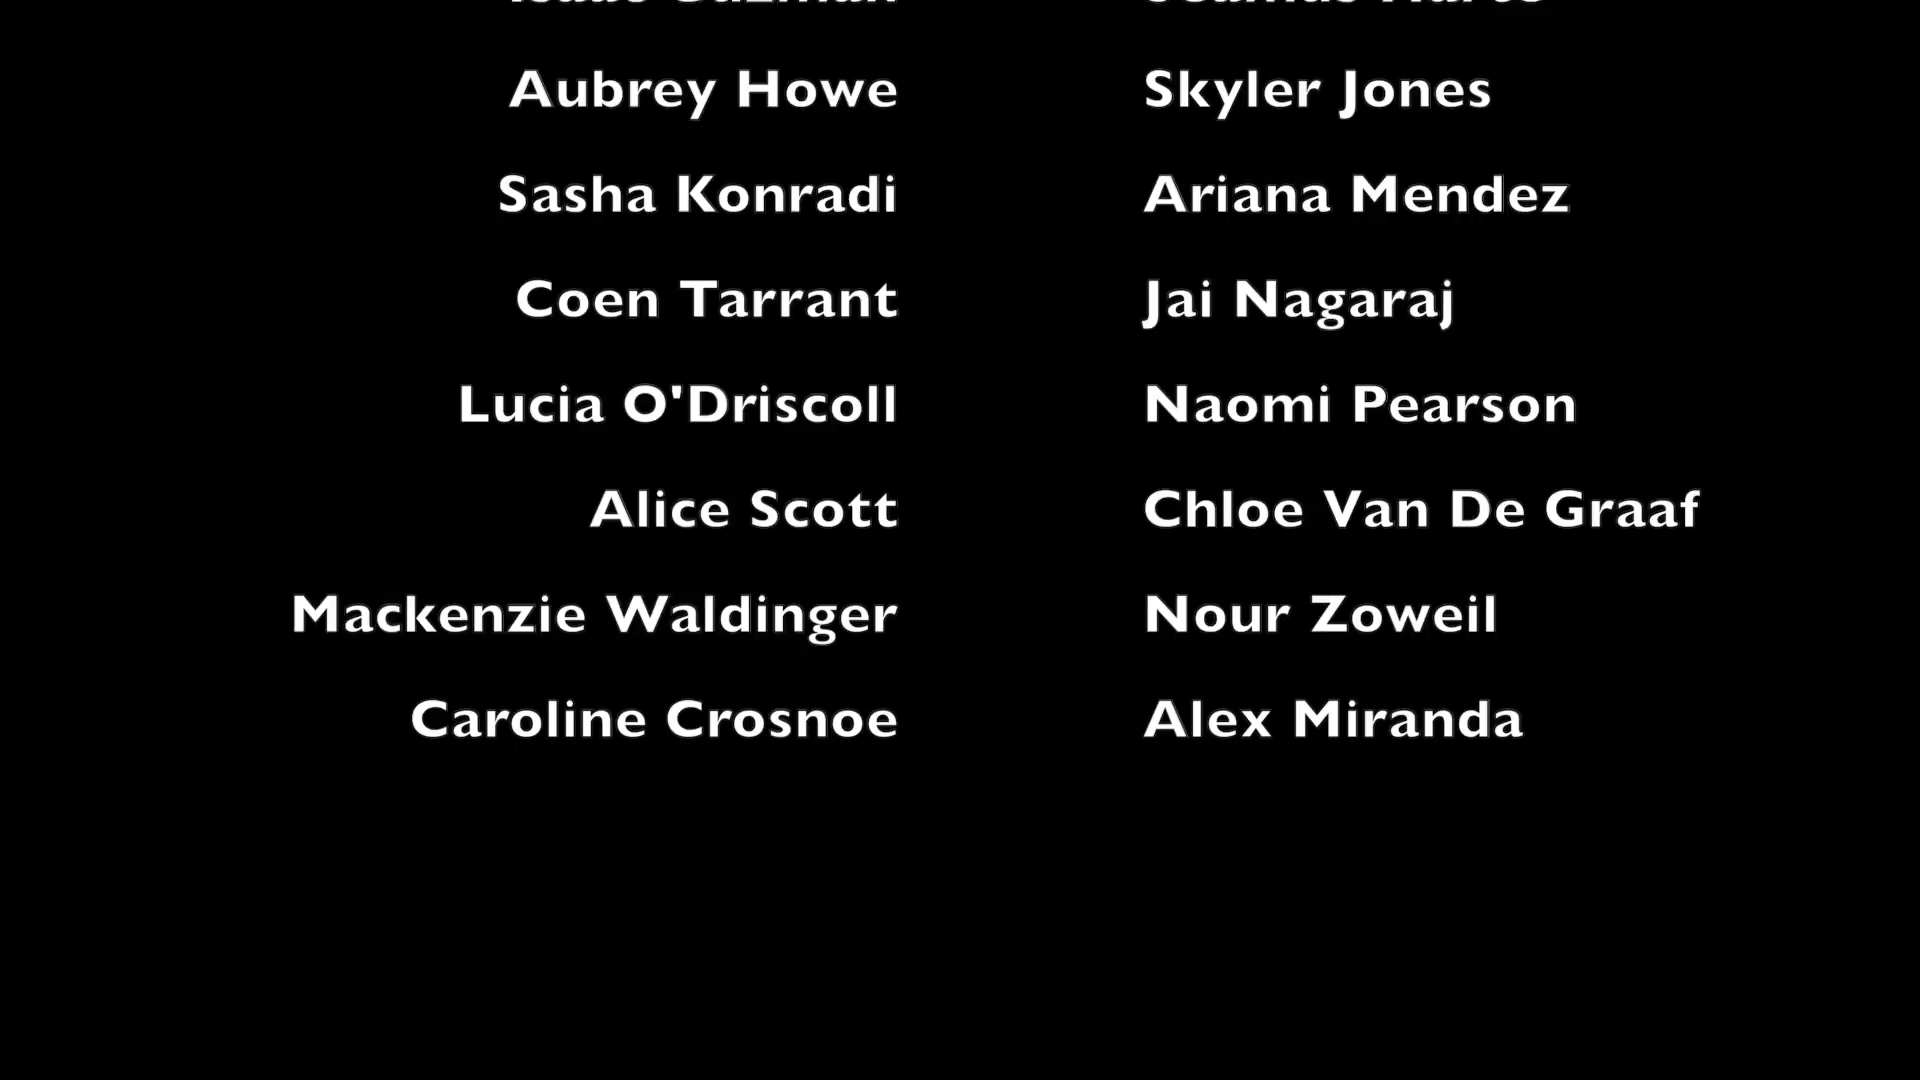 Aubrey Howe Skyler Jones
Sasha Konradi Ariana Mendez
Coen Tarrant Jai Nagaraj
Lucia O'Driscoll Naomi Pearson
Alice Scott Chloe Van De Graaf
Mackenzie Waldinger Nour Zoweil
Caroline Crosnoe Alex Miranda